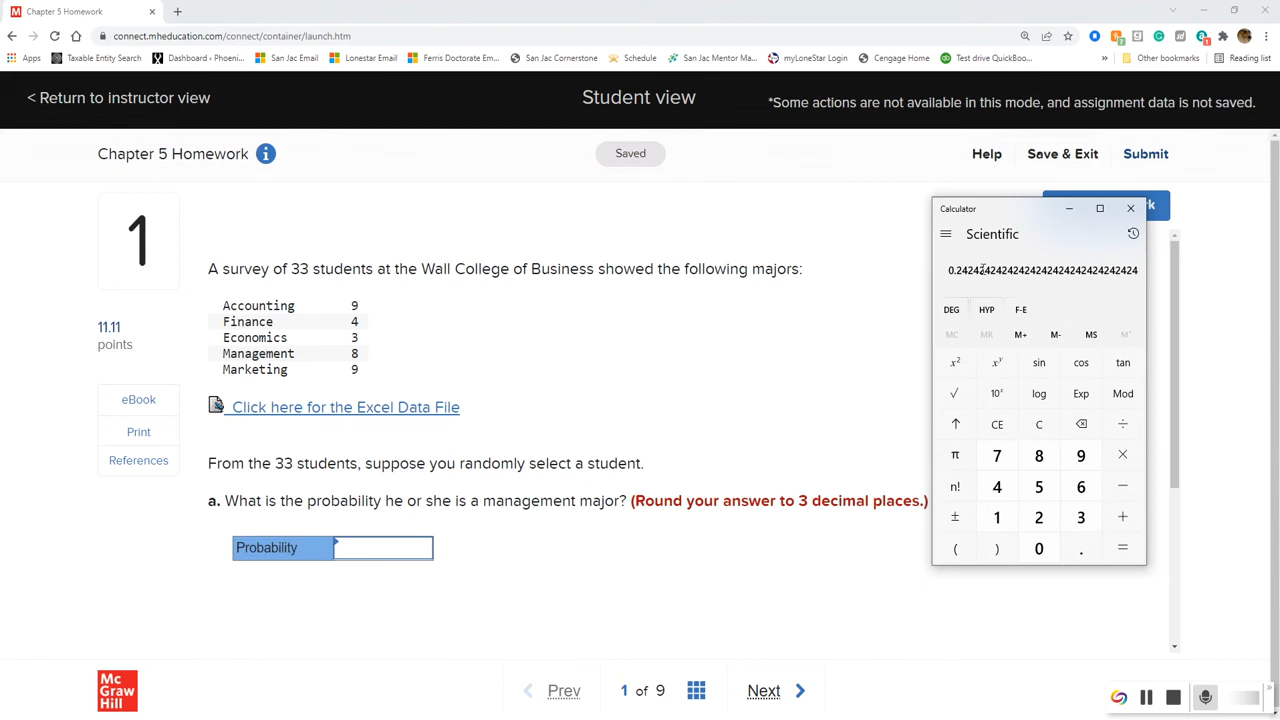 Chapter 5 Homework
connect.mheducation.com/connect/container/launch.htm
Apps
Taxable Entity Search
Dashboard ‹ Phoeni...
San Jac Email
Lonestar Email
Ferris Doctorate Em...
San Jac Cornerstone
Schedule
San Jac Mentor Ma...
myLoneStar Login
Cengage Home
Test drive QuickBoo...
»
Other bookmarks
Reading list
< Return to instructor view
Student view
*Some actions are not available in this mode, and assignment data is not saved.
Chapter 5 Homework
Saved
Help
Save & Exit
Submit
1
11.11
points
eBook
Print
References
A survey of 33 students at the Wall College of Business showed the following majors:
Accounting 9
Finance 4
Economics 3
Management 8
Marketing 9
Click here for the Excel Data File
From the 33 students, suppose you randomly select a student.
a. What is the probability he or she is a management major? (Round your answer to 3 decimal places.)
Probability
Calculator
Scientific
DEG HYP F-E
MC MR M+ M- MS
x² xʸ sin cos tan
√ 10ˣ log Exp Mod
↑ CE C ⌫ ÷
π 7 8 9 ×
n! 4 5 6 −
± 1 2 3 +
( ) 0 . =
Mc
Graw
Hill
Prev
1 of 9
Next